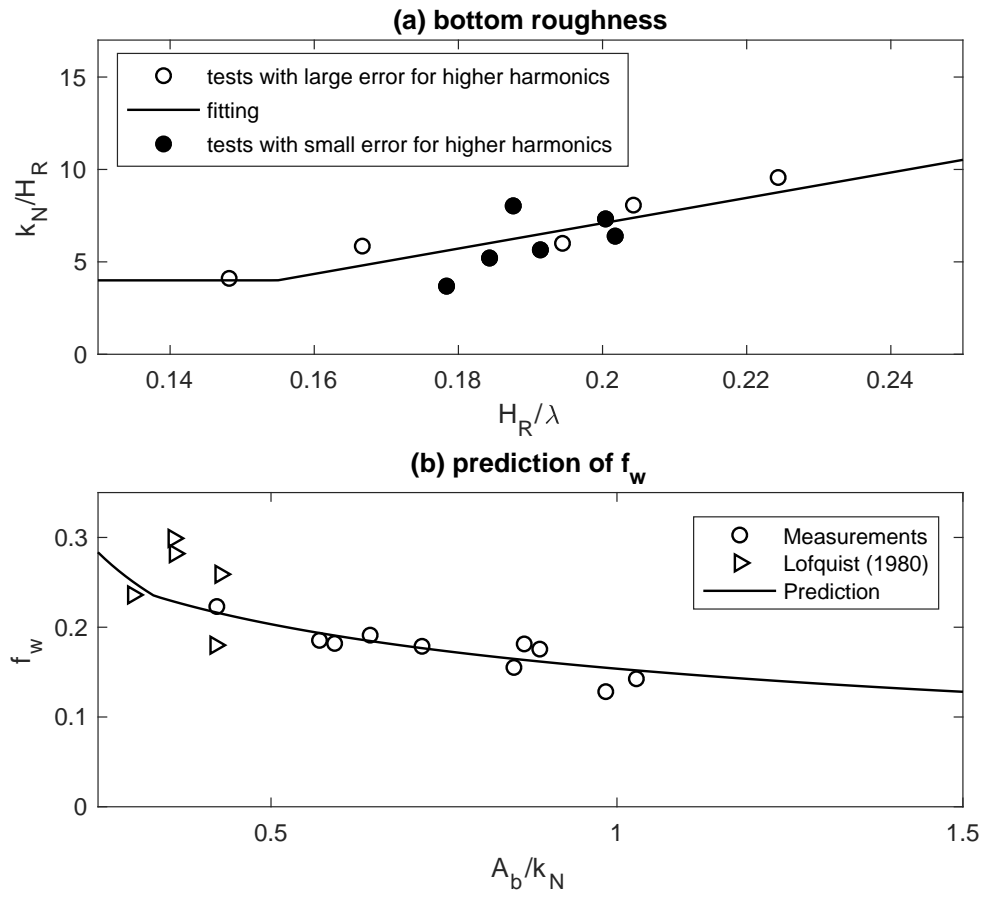 (a) bottom roughness
tests with large error for higher harmonics
fitting
tests with small error for higher harmonics
15
10
5
0
k_N/H_R
0.14 0.16 0.18 0.2 0.22 0.24
H_R/λ
(b) prediction of f_w
Measurements
Lofquist (1980)
Prediction
0.3
0.2
0.1
0
f_w
0.5 1 1.5
A_b/k_N